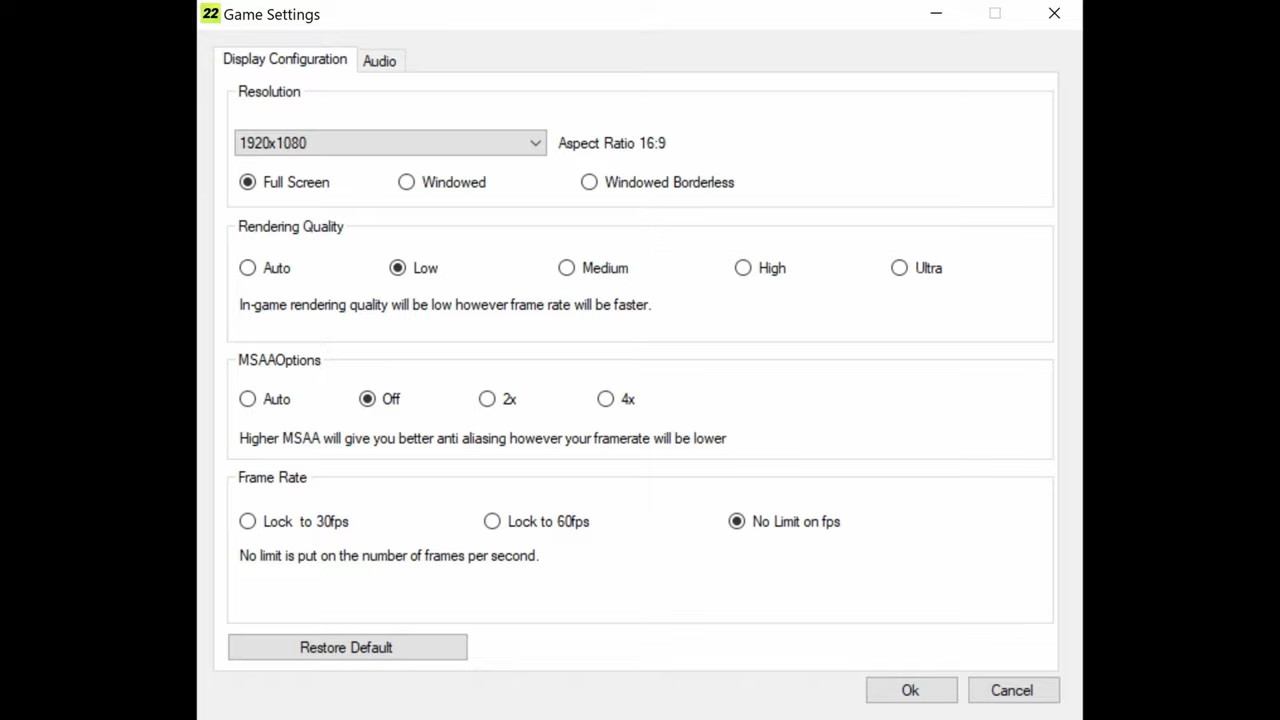 22 Game Settings
Display Configuration Audio
Resolution
1920x1080 Aspect Ratio 16:9
Full Screen Windowed Windowed Borderless
Rendering Quality
Auto Low Medium High Ultra
In-game rendering quality will be low however frame rate will be faster.
MSAAOptions
Auto Off 2x 4x
Higher MSAA will give you better anti aliasing however your framerate will be lower
Frame Rate
Lock to 30fps Lock to 60fps No Limit on fps
No limit is put on the number of frames per second.
Restore Default
Ok Cancel